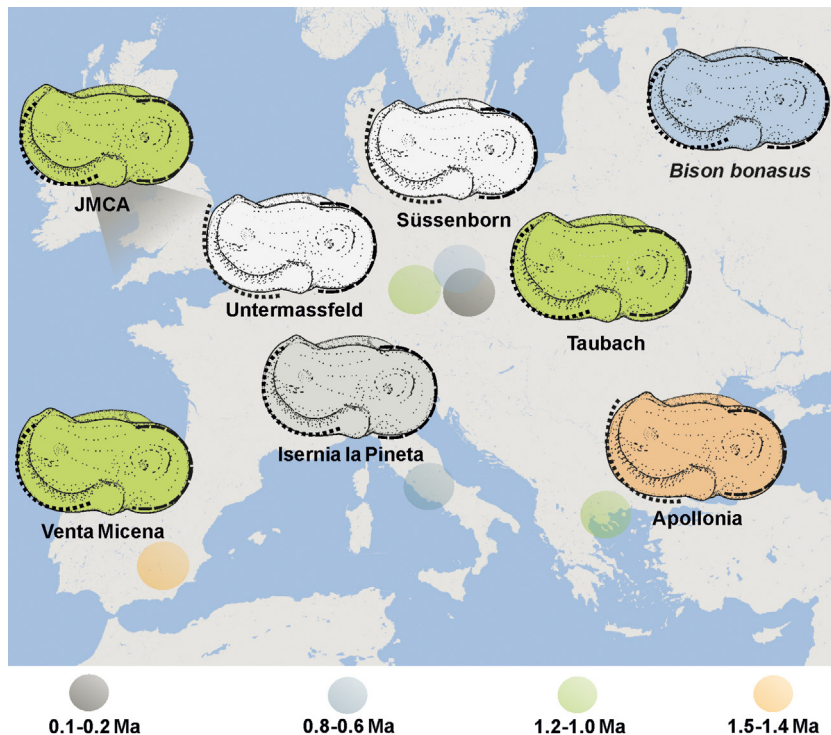 Bison bonasus
JMCA
Süssenborn
Untermassfeld
Taubach
Isernia la Pineta
Venta Micena
Apollonia
0.1-0.2 Ma
0.8-0.6 Ma
1.2-1.0 Ma
1.5-1.4 Ma